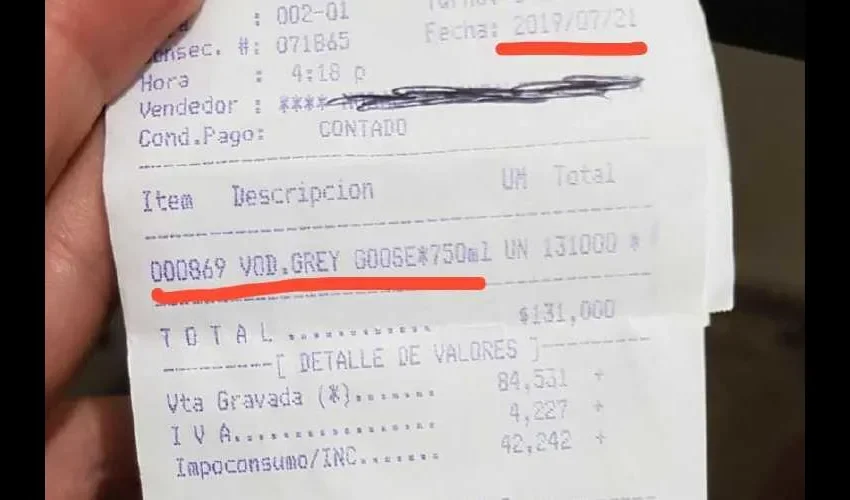 : 002-01
Fecha: 2019/07/21
Consec. #: 071865
Hora : 4:18 p
Vendedor : ****
Cond.Pago: CONTADO
Item Descripcion UM Total
000869 VOD.GREY GOOSE*750ml UN 131000 *
T O T A L ............. $131,000
[ DETALLE DE VALORES ]
Vta Gravada (*)....... 84,531 +
I V A................. 4,227 +
Impoconsumo/INC....... 42,242 +